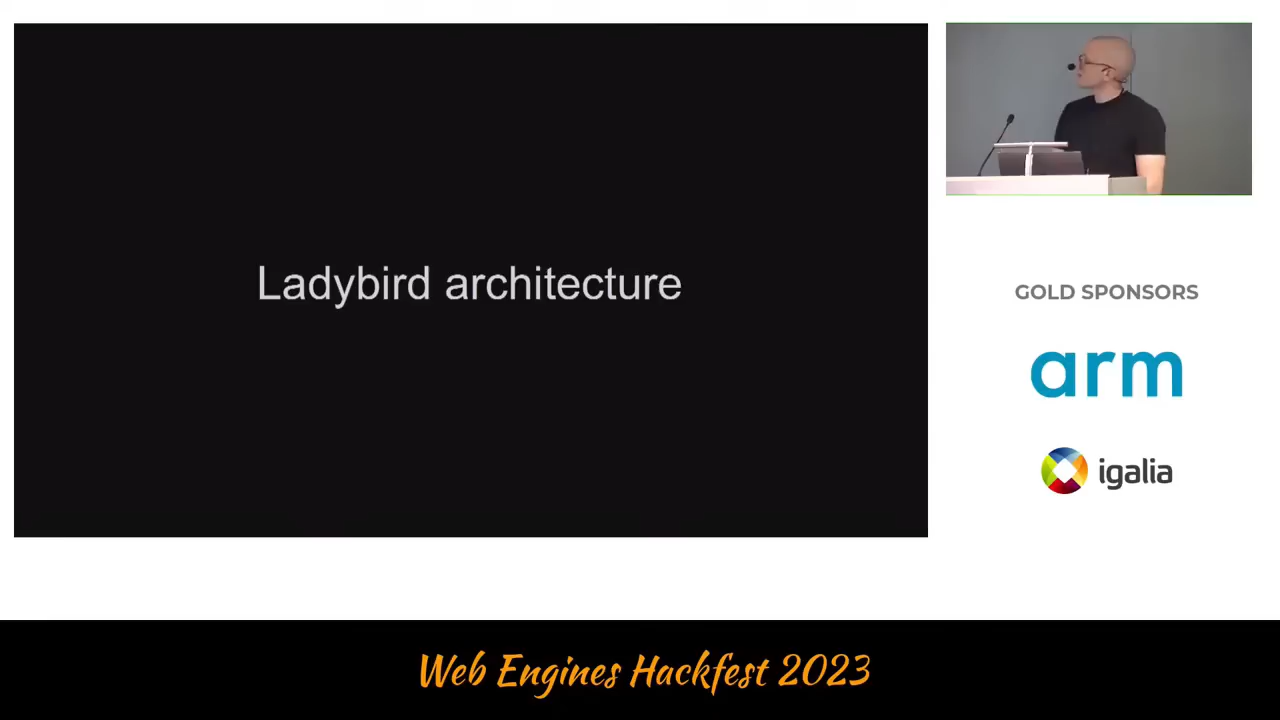 Ladybird architecture
GOLD SPONSORS
arm
igalia
Web Engines Hackfest 2023